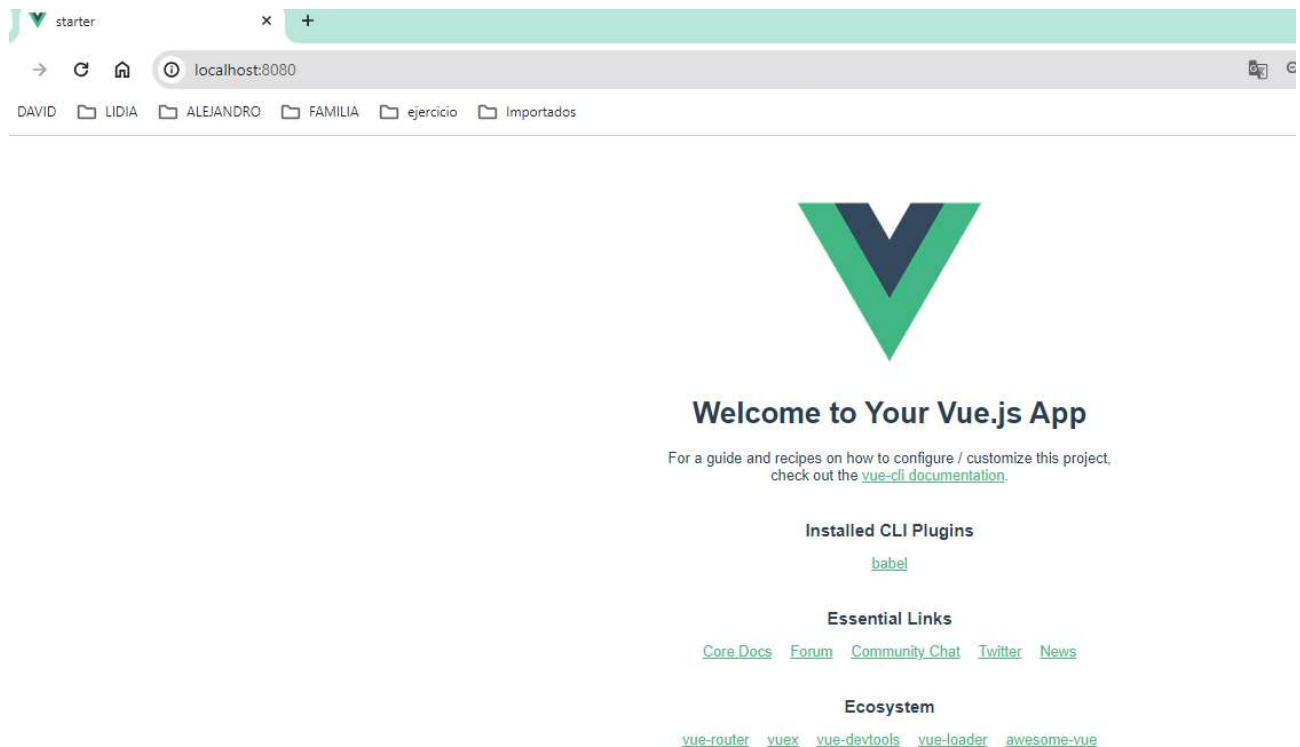 starter
localhost:8080
DAVID LIDIA ALEJANDRO FAMILIA ejercicio Importados
Welcome to Your Vue.js App
For a guide and recipes on how to configure / customize this project,
check out the vue-cli documentation.
Installed CLI Plugins
babel
Essential Links
Core Docs Forum Community Chat Twitter News
Ecosystem
vue-router vuex vue-devtools vue-loader awesome-vue